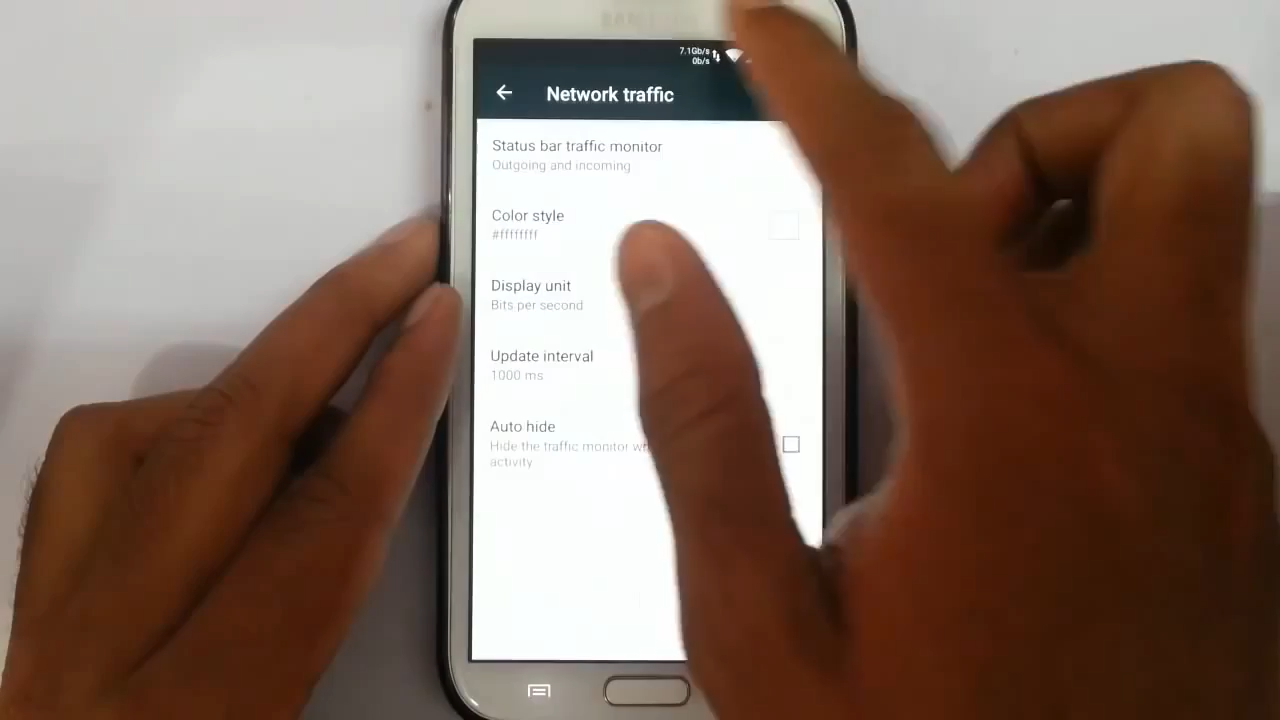 SAMSUNG
7.1Gb/s
0b/s
Network traffic
Status bar traffic monitor
Outgoing and incoming
Color style
#ffffffff
Display unit
Bits per second
Update interval
1000 ms
Auto hide
Hide the traffic monitor
activity